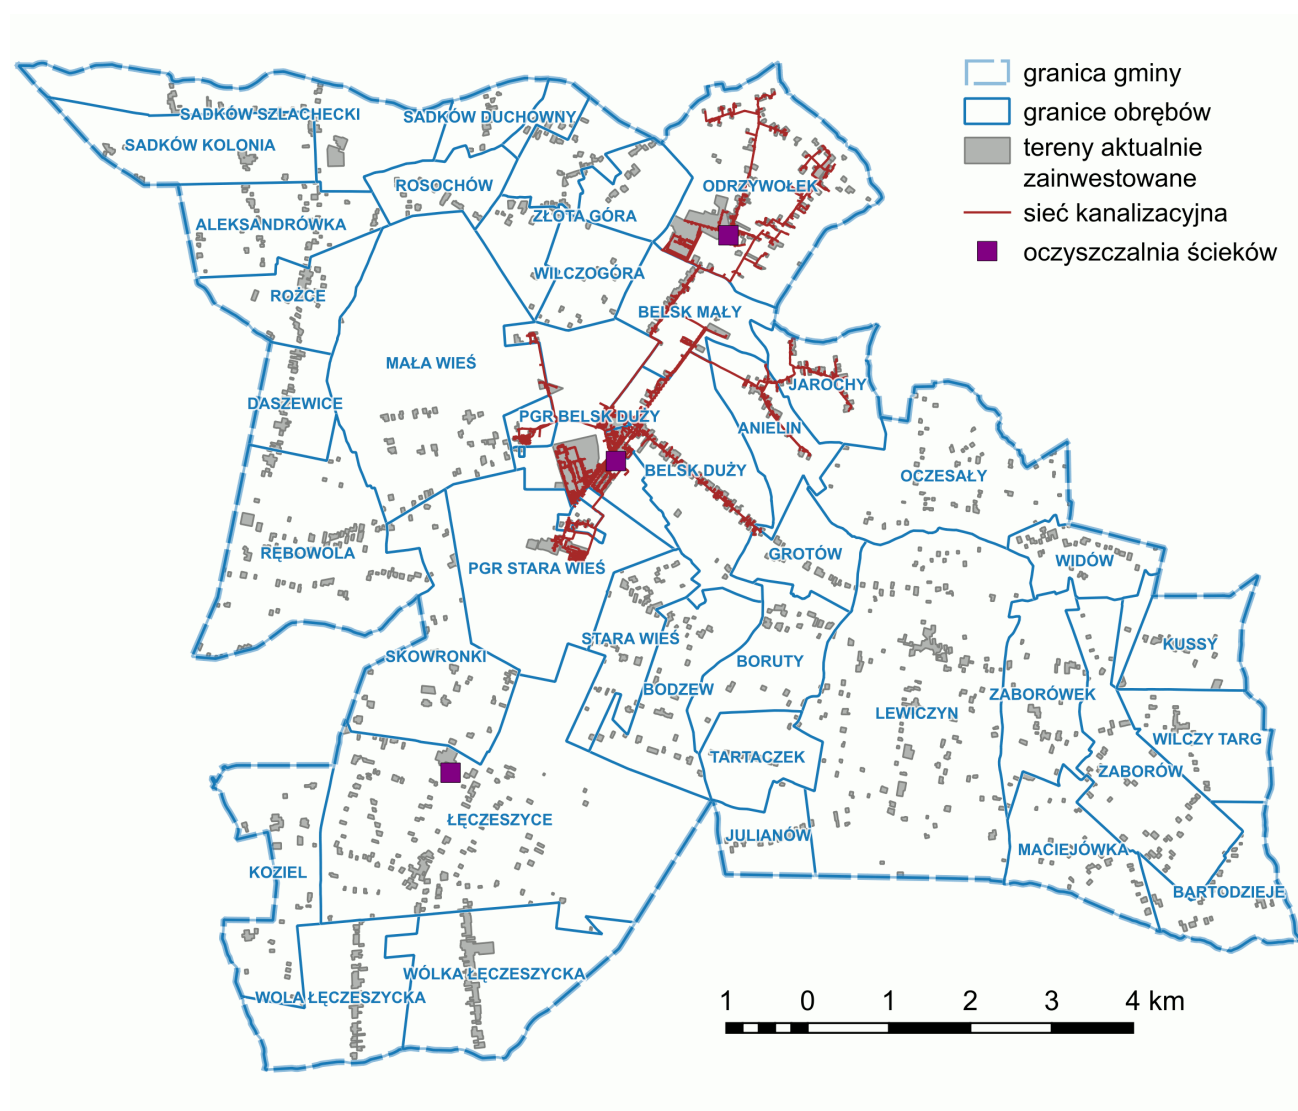 granica gminy
granice obrębów
tereny aktualnie
zainwestowane
sieć kanalizacyjna
oczyszczalnia ścieków
SADKÓW SZLACHECKI
SADKÓW DUCHOWNY
SADKÓW KOLONIA
ROSOCHÓW
ODRZYWOŁEK
ZŁOTA GÓRA
ALEKSANDRÓWKA
WILCZOGÓRA
ROŻCE
BELSK MAŁY
MAŁA WIEŚ
JAROCHY
DASZEWICE
PGR BELSK DUŻY
ANIELIN
BELSK DUŻY
OCZESAŁY
RĘBOWOLA
GROTÓW
WIDÓW
PGR STARA WIEŚ
STARA WIEŚ
KUSSY
SKOWRONKI
BORUTY
BODZEW
ZABORÓWEK
LEWICZYN
WILCZY TARG
TARTACZEK
ZABORÓW
ŁĘCZESZYCE
JULIANÓW
MACIEJÓWKA
KOZIEL
BARTODZIEJE
WÓLKA ŁĘCZESZYCKA
WOLA ŁĘCZESZYCKA
1 0 1 2 3 4 km